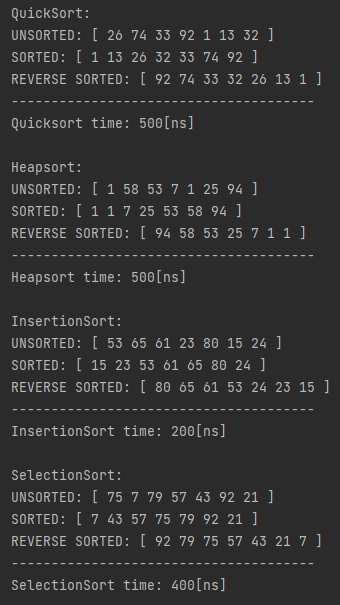 QuickSort:
UNSORTED: [ 26 74 33 92 1 13 32 ]
SORTED: [ 1 13 26 32 33 74 92 ]
REVERSE SORTED: [ 92 74 33 32 26 13 1 ]
--------------------------------------
Quicksort time: 500[ns]

Heapsort:
UNSORTED: [ 1 58 53 7 1 25 94 ]
SORTED: [ 1 1 7 25 53 58 94 ]
REVERSE SORTED: [ 94 58 53 25 7 1 1 ]
--------------------------------------
Heapsort time: 500[ns]

InsertionSort:
UNSORTED: [ 53 65 61 23 80 15 24 ]
SORTED: [ 15 23 53 61 65 80 24 ]
REVERSE SORTED: [ 80 65 61 53 24 23 15 ]
--------------------------------------
InsertionSort time: 200[ns]

SelectionSort:
UNSORTED: [ 75 7 79 57 43 92 21 ]
SORTED: [ 7 43 57 75 79 92 21 ]
REVERSE SORTED: [ 92 79 75 57 43 21 7 ]
--------------------------------------
SelectionSort time: 400[ns]